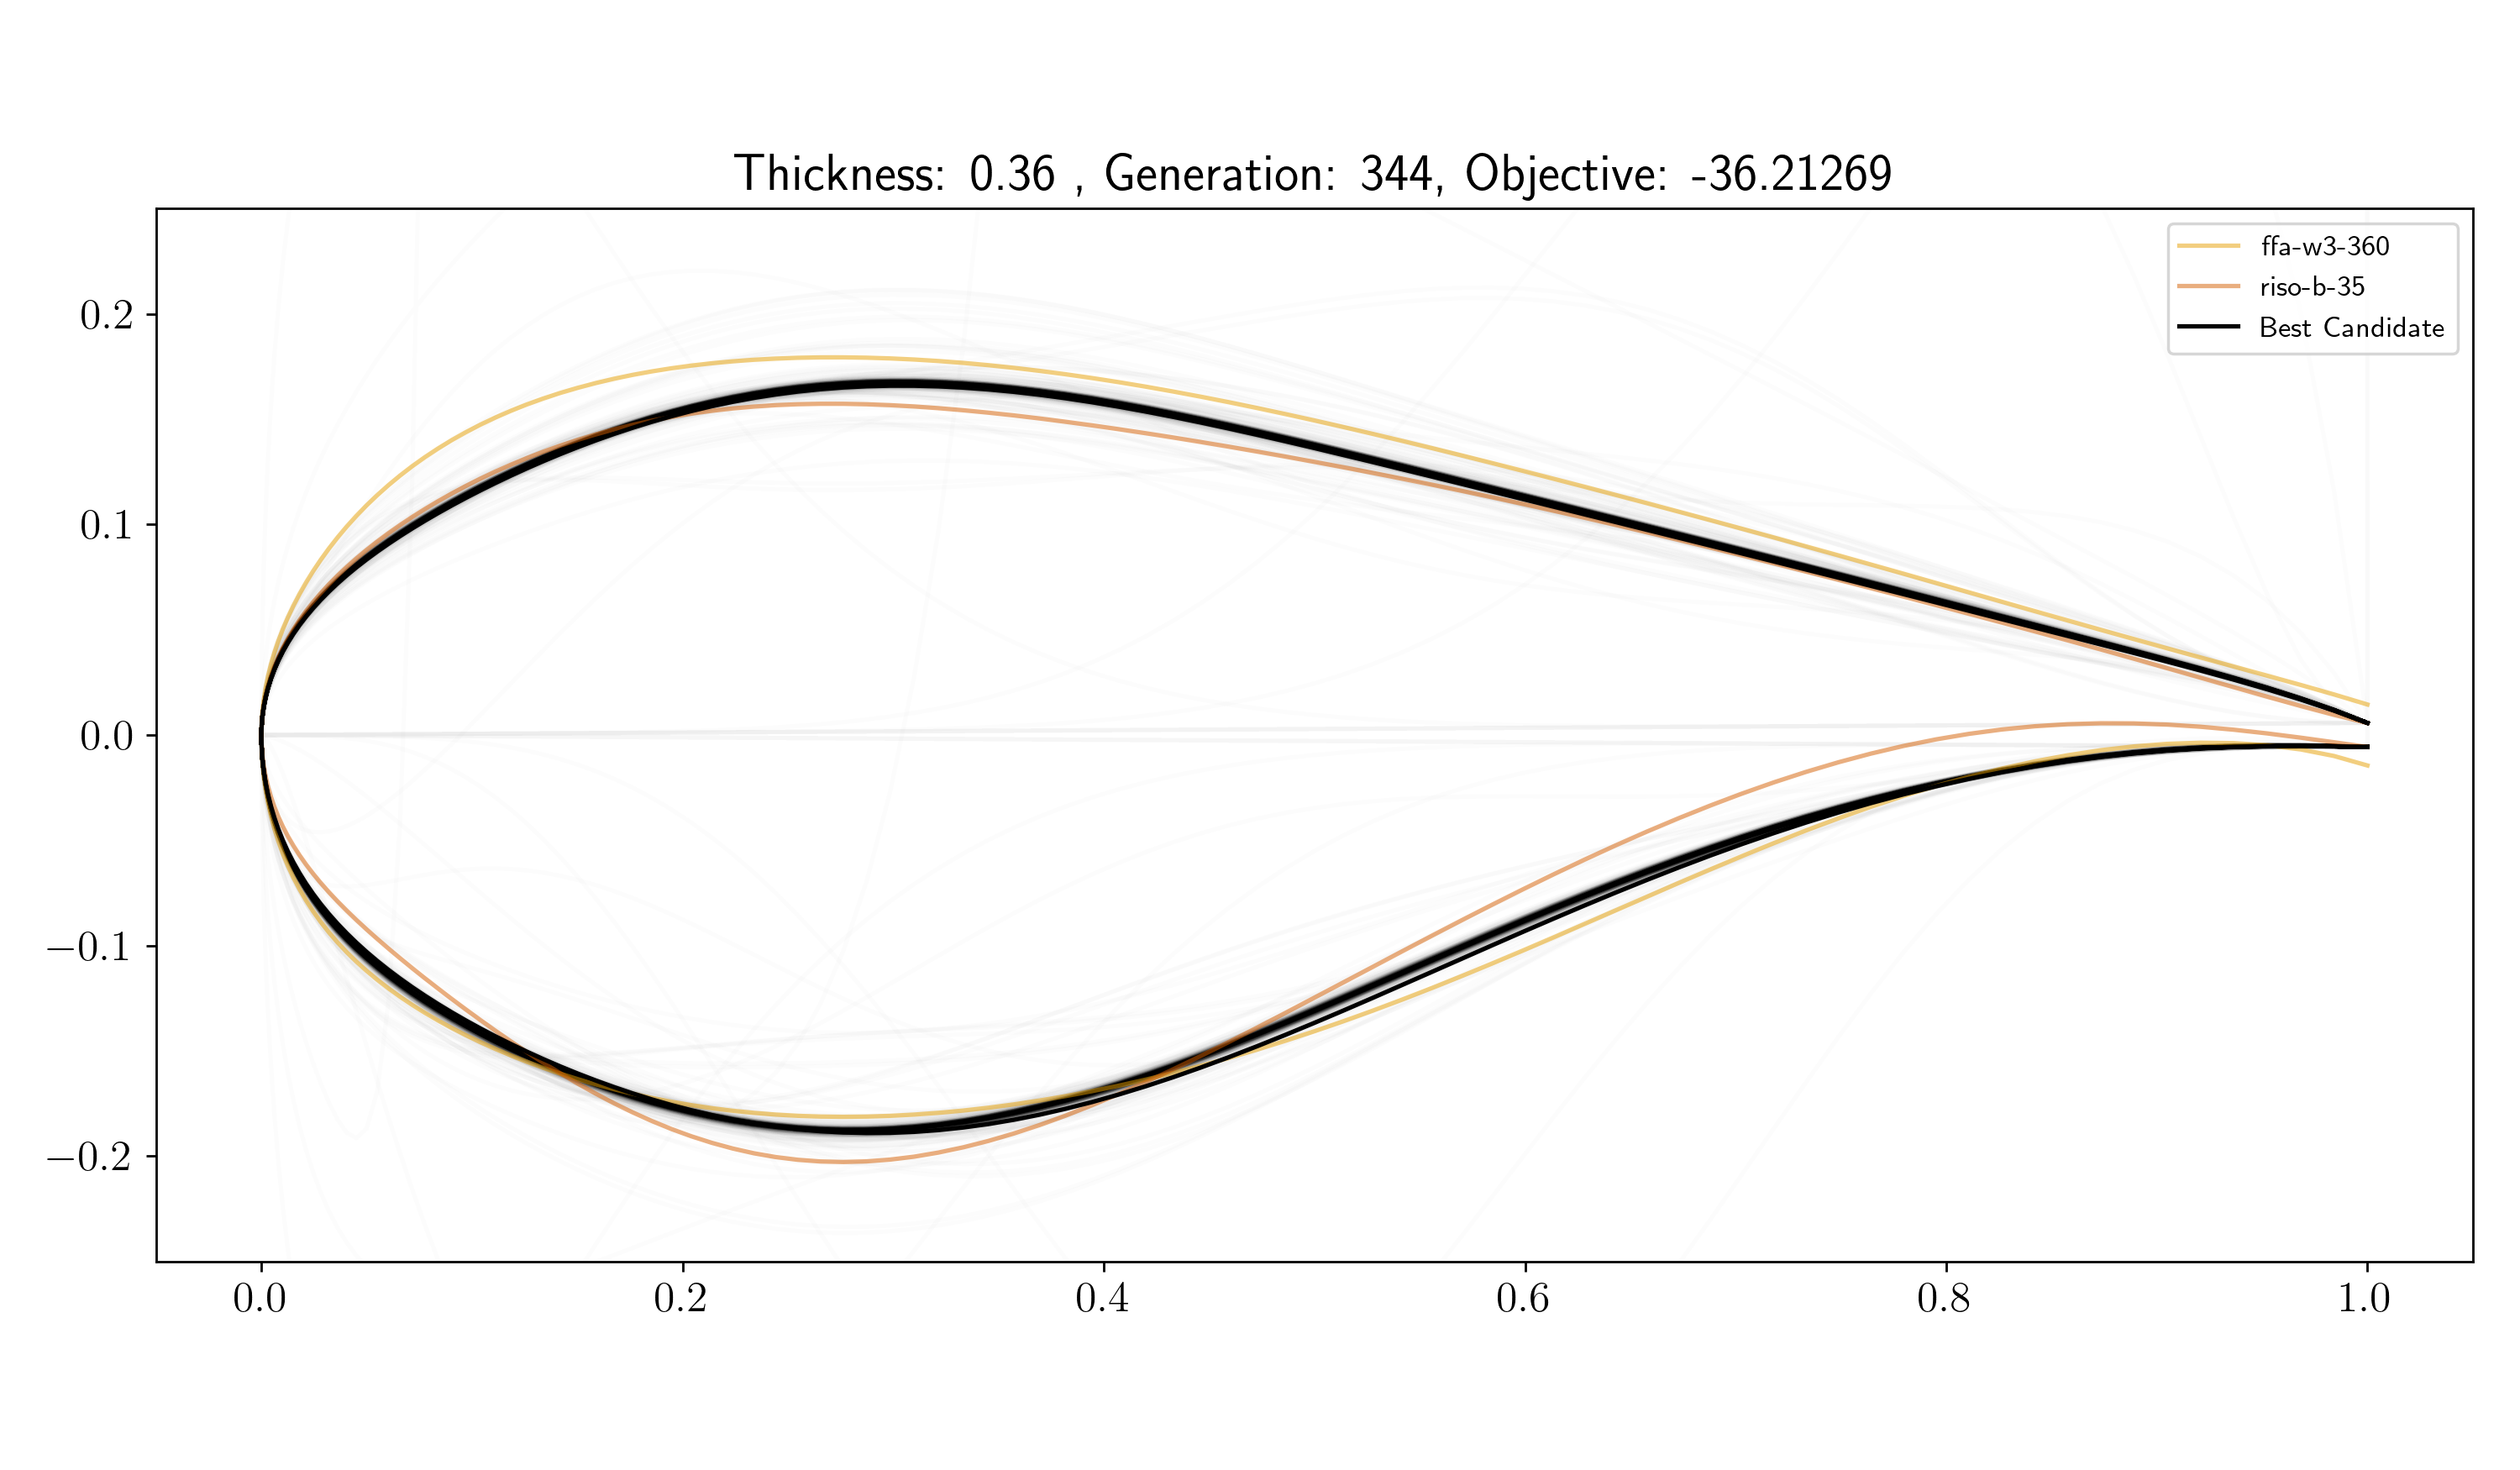 Thickness: 0.36 , Generation: 344, Objective: -36.21269
ffa-w3-360
riso-b-35
Best Candidate
0.2
0.1
0.0
−0.1
−0.2
0.0 0.2 0.4 0.6 0.8 1.0